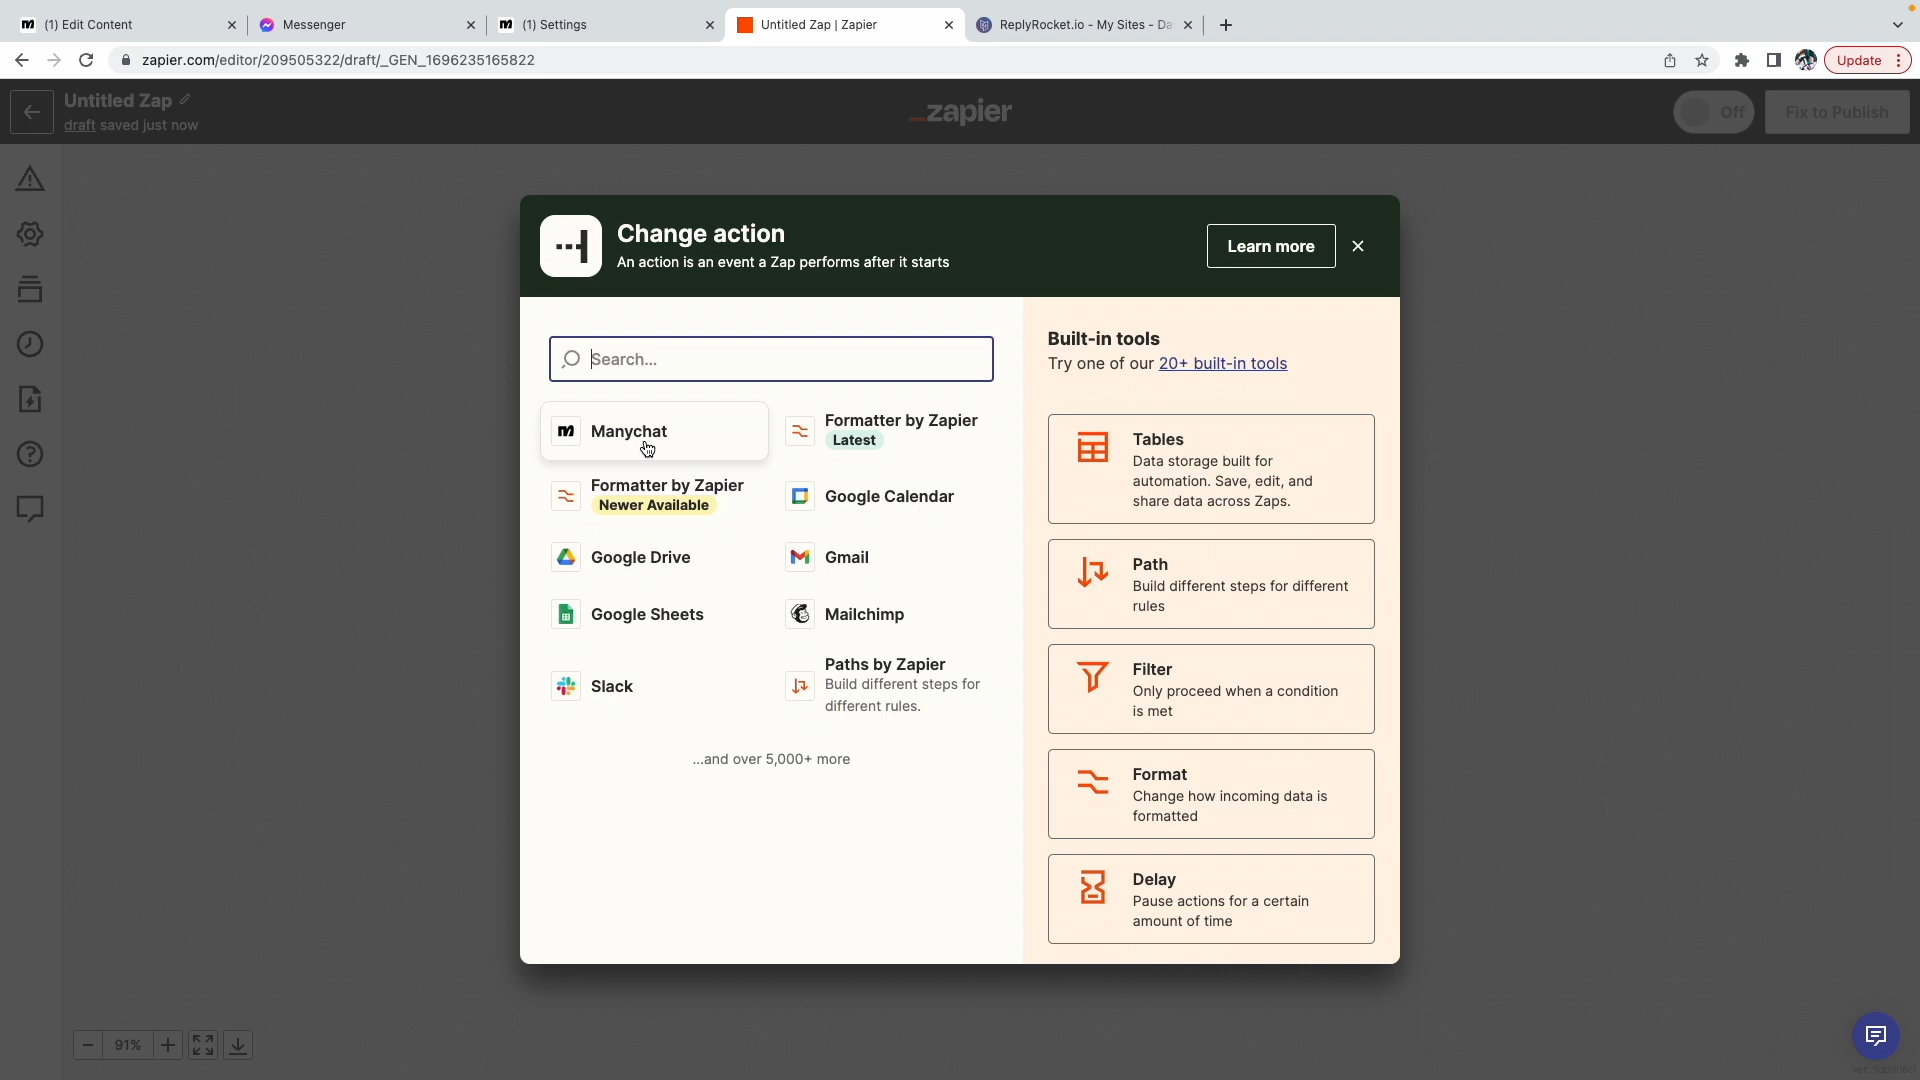 (1) Edit Content
Messenger
(1) Settings
Untitled Zap | Zapier
ReplyRocket.io - My Sites - Da
zapier.com/editor/209505322/draft/_GEN_1696235165822
Update
Untitled Zap
draft saved just now
_zapier
Off
Fix to Publish
Change action
An action is an event a Zap performs after it starts
Learn more
Search...
Manychat
Formatter by Zapier
Latest
Formatter by Zapier
Newer Available
Google Calendar
Google Drive
Gmail
Google Sheets
Mailchimp
Slack
Paths by Zapier
Build different steps for
different rules.
...and over 5,000+ more
Built-in tools
Try one of our 20+ built-in tools
Tables
Data storage built for
automation. Save, edit, and
share data across Zaps.
Path
Build different steps for different
rules
Filter
Only proceed when a condition
is met
Format
Change how incoming data is
formatted
Delay
Pause actions for a certain
amount of time
91%